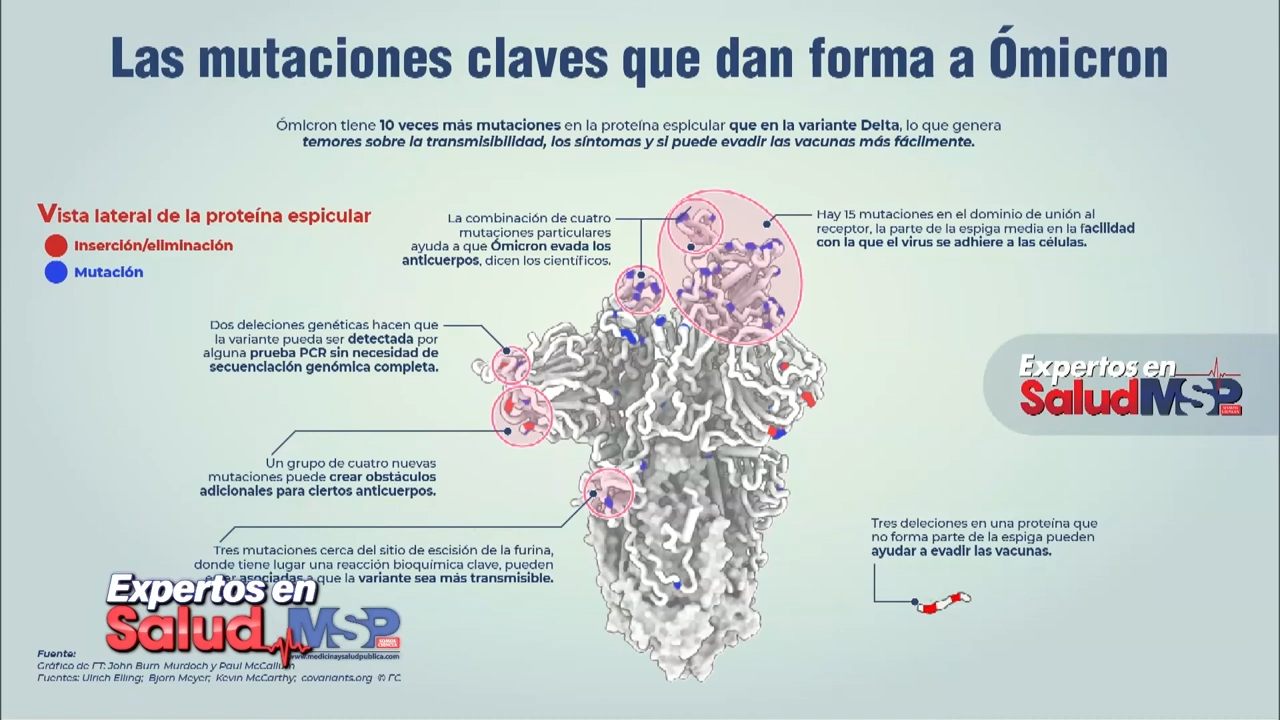 Las mutaciones claves que dan forma a Ómicron
Ómicron tiene 10 veces más mutaciones en la proteína espicular que en la variante Delta, lo que genera
temores sobre la transmisibilidad, los síntomas y si puede evadir las vacunas más fácilmente.
Vista lateral de la proteína espicular
Inserción/eliminación
Mutación
La combinación de cuatro
mutaciones particulares
ayuda a que Ómicron evada los
anticuerpos, dicen los científicos.
Hay 15 mutaciones en el dominio de unión al
receptor, la parte de la espiga media en la facilidad
con la que el virus se adhiere a las células.
Dos deleciones genéticas hacen que
la variante pueda ser detectada por
alguna prueba PCR sin necesidad de
secuenciación genómica completa.
Expertos en
Salud MSP
Un grupo de cuatro nuevas
mutaciones puede crear obstáculos
adicionales para ciertos anticuerpos.
Tres mutaciones cerca del sitio de escisión de la furina,
donde tiene lugar una reacción bioquímica clave, pueden
asociadas a que la variante sea más transmisible.
Tres deleciones en una proteína que
no forma parte de la espiga pueden
ayudar a evadir las vacunas.
Expertos en
Salud MSP
www.medicinaysaludpublica.com
Fuente:
Gráfico de FT: John Burn Murdoch y Paul McCallum
Fuentes: Ulrich Elling; Bjorn Meyer; Kevin McCarthy; covariants.org